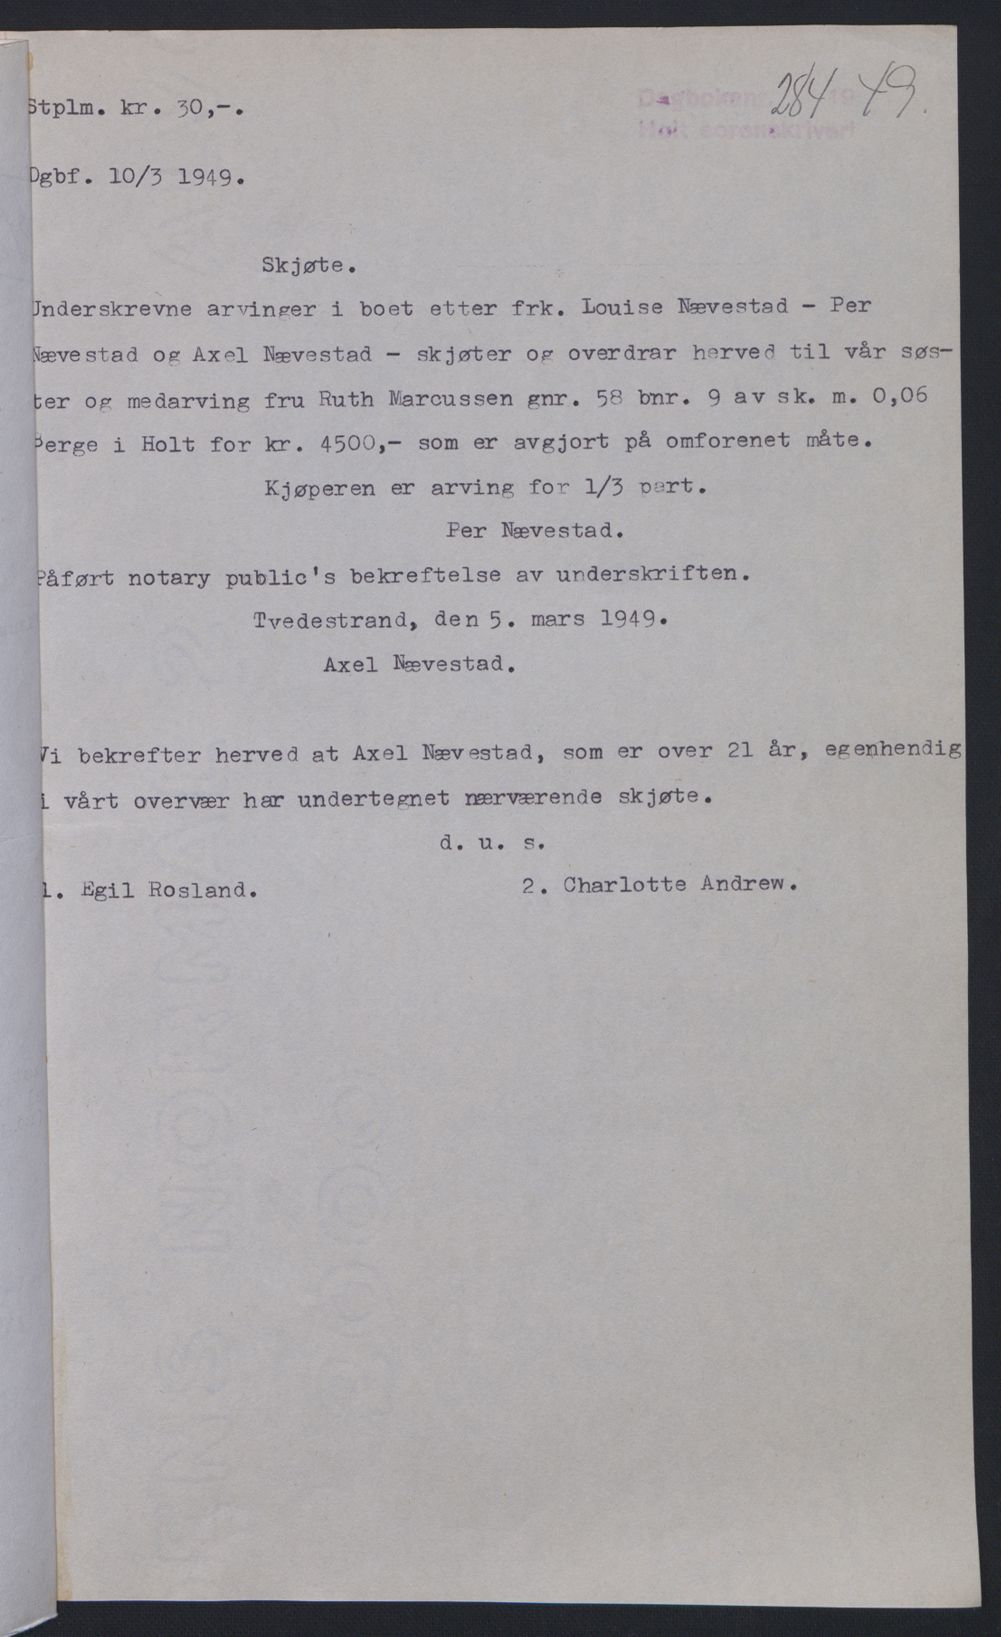 Stplm. kr. 30,-.
Dagboknr. 284 19 49.
Holt sorenskriveri
Dgbf. 10/3 1949.
Skjøte.
Underskrevne arvinger i boet etter frk. Louise Nævestad - Per
Nævestad og Axel Nævestad - skjøter og overdrar herved til vår søs-
ter og medarving fru Ruth Marcussen gnr. 58 bnr. 9 av sk. m. 0,06
Berge i Holt for kr. 4500,- som er avgjort på omforenet måte.
Kjøperen er arving for 1/3 part.
Per Nævestad.
Påført notary public's bekreftelse av underskriften.
Tvedestrand, den 5. mars 1949.
Axel Nævestad.
Vi bekrefter herved at Axel Nævestad, som er over 21 år, egenhendig
i vårt overvær har undertegnet nærværende skjøte.
d. u. s.
1. Egil Rosland.
2. Charlotte Andrew.